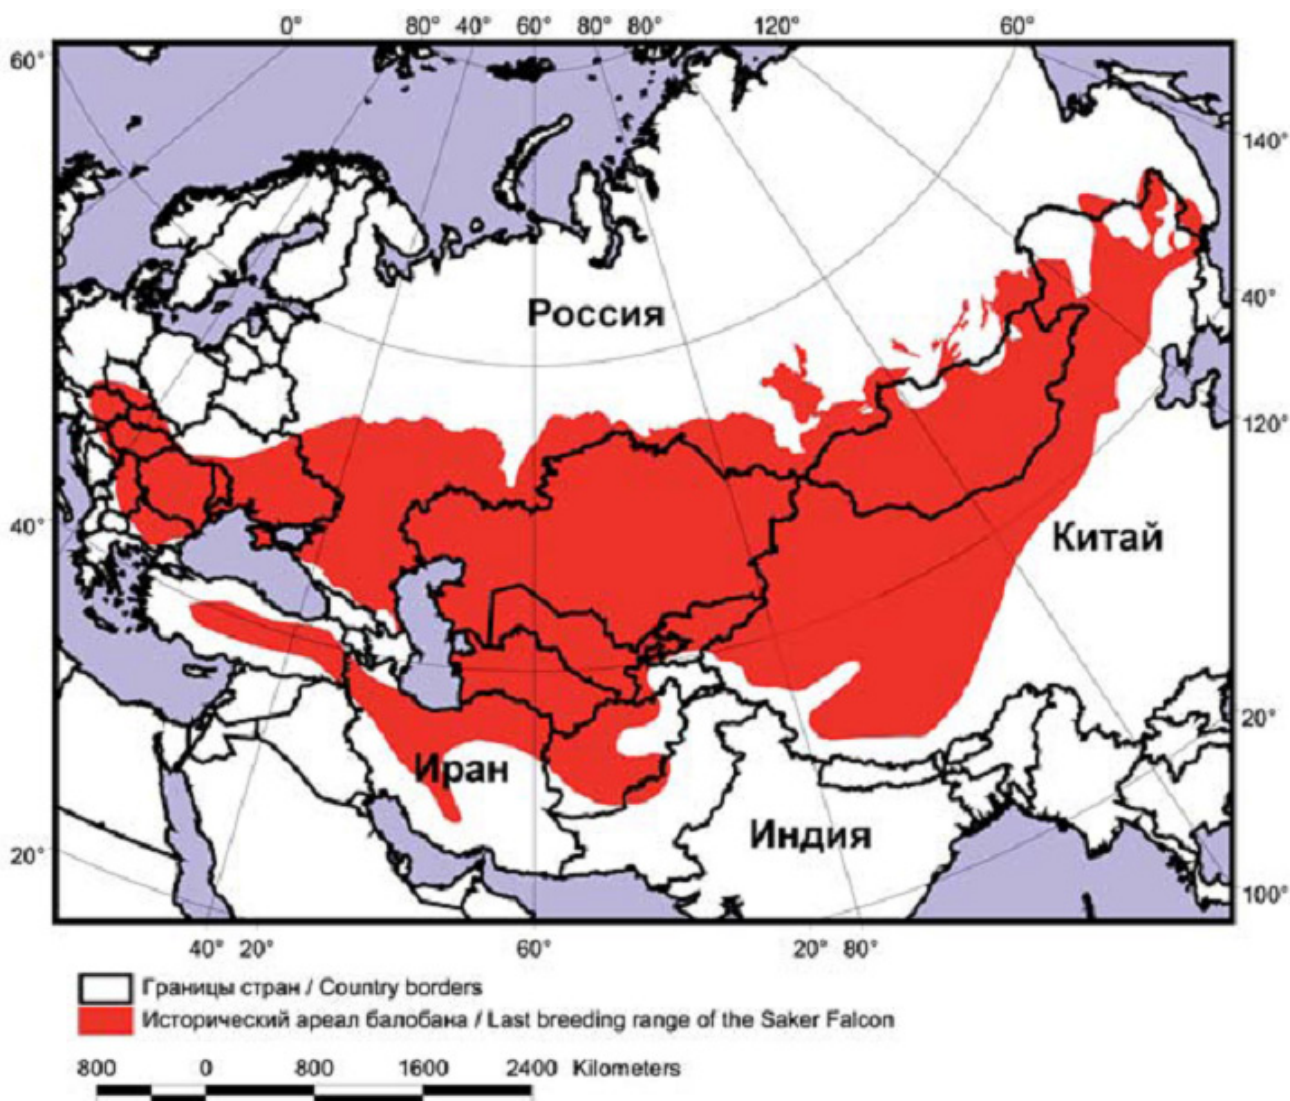 0° 80° 40° 60° 80° 80° 120° 60°
60°
140°
Россия
40°
120°
40°
Китай
Иран
20°
Индия
20°
100°
40° 20° 60° 20° 80°
Границы стран / Country borders
Исторический ареал балобана / Last breeding range of the Saker Falcon
800 0 800 1600 2400 Kilometers